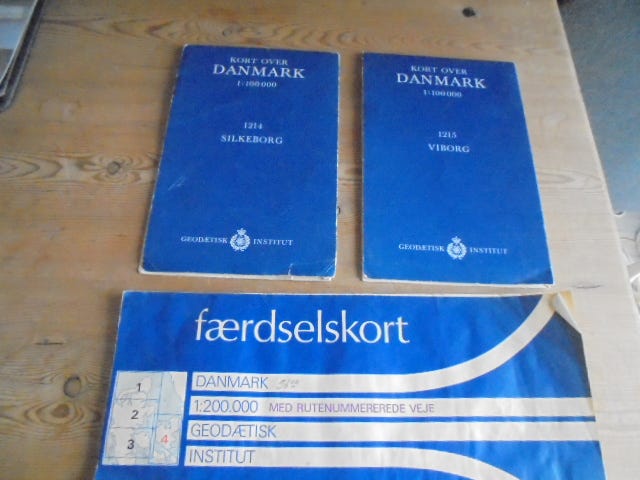 KORT OVER
DANMARK
1:100 000
1214
SILKEBORG
GEODÆTISK INSTITUT
KORT OVER
DANMARK
1:100 000
1215
VIBORG
GEODÆTISK INSTITUT
færdselskort
DANMARK
1:200.000 MED RUTENUMMEREREDE VEJE
GEODÆTISK
INSTITUT
1
2
3
4